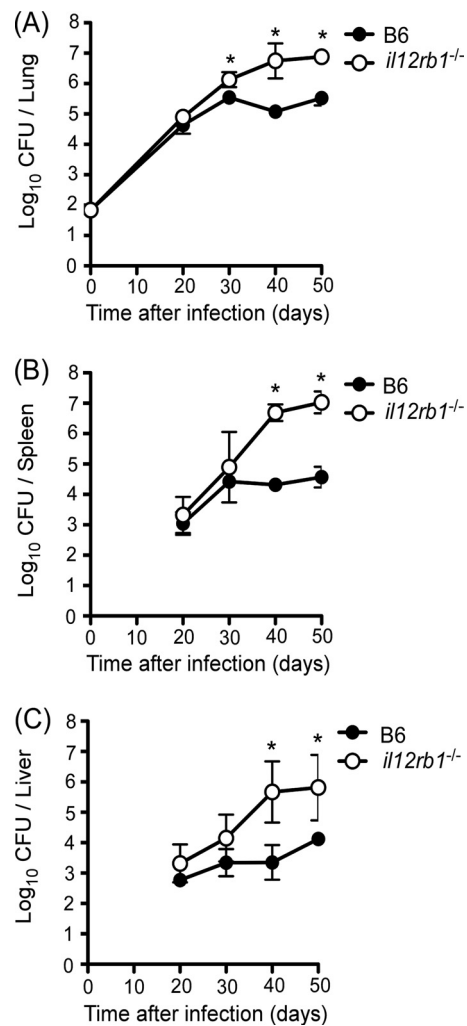 (A)
B6
il12rb1-/-
Log10 CFU / Lung
8
7
6
5
4
3
2
1
0
* * *
0 10 20 30 40 50
Time after infection (days)
(B)
B6
il12rb1-/-
Log10 CFU / Spleen
8
7
6
5
4
3
2
1
0
* *
0 10 20 30 40 50
Time after infection (days)
(C)
B6
il12rb1-/-
Log10 CFU / Liver
8
7
6
5
4
3
2
1
0
* *
0 10 20 30 40 50
Time after infection (days)